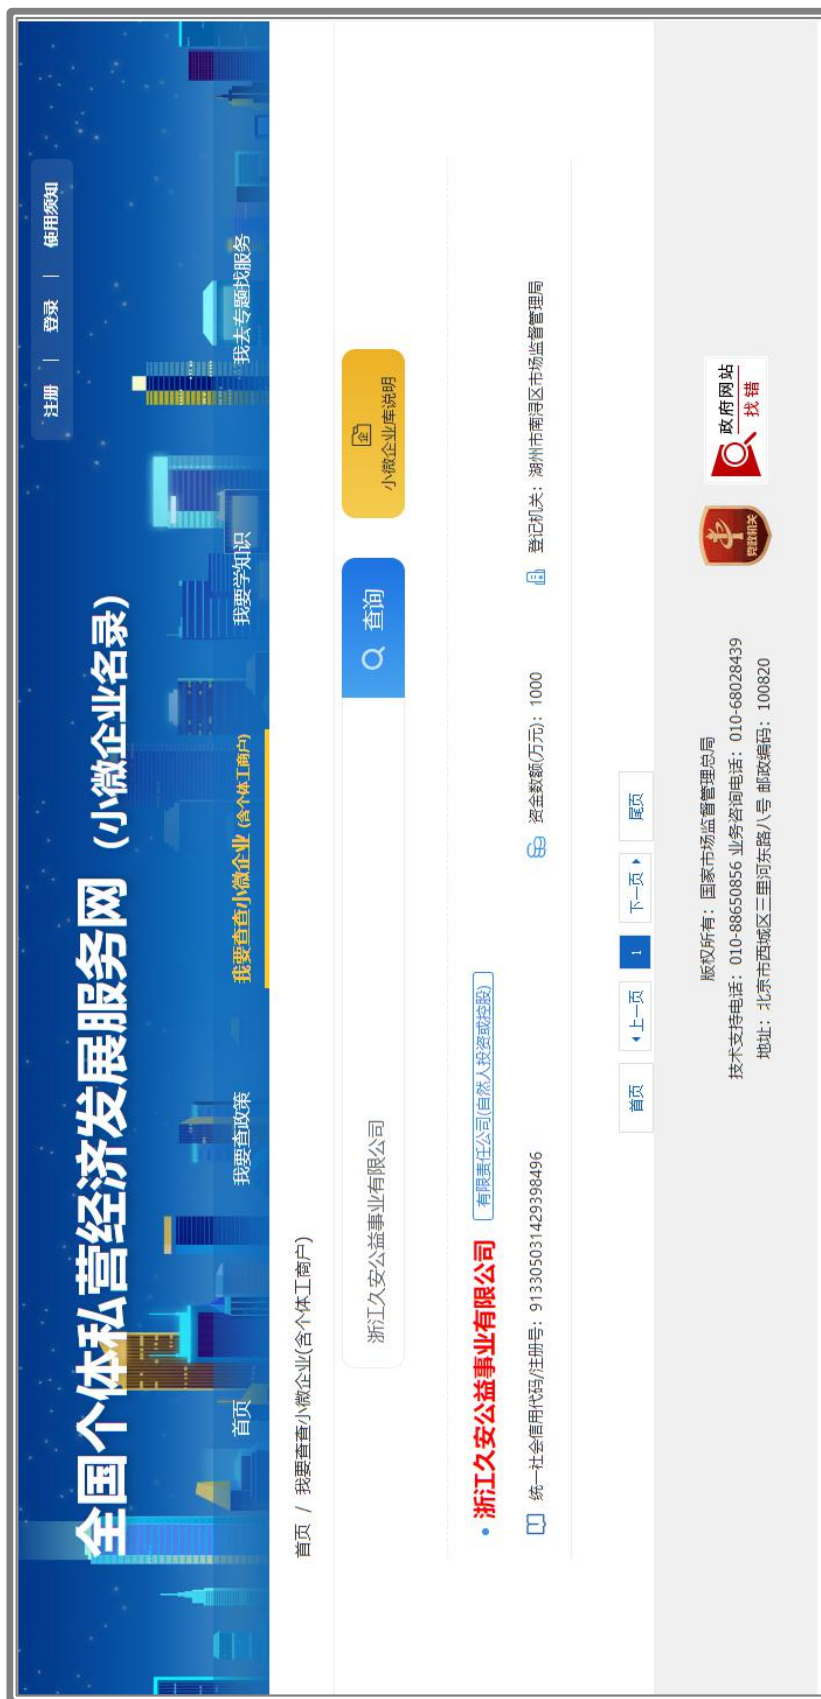 注册 | 登录 | 使用须知
全国个体私营经济发展服务网（小微企业名录）
首页 我要查政策 我要查查小微企业 (含个体工商户) 我要学知识 我去专题找服务
首页 / 我要查查小微企业(含个体工商户)
浙江久安公益事业有限公司
查询
企
小微企业库说明
浙江久安公益事业有限公司 有限责任公司(自然人投资或控股)
统一社会信用代码/注册号：913305031429398496 资金数额(万元)：1000 登记机关：湖州市南浔区市场监督管理局
首页 上一页 1 下一页 尾页
版权所有：国家市场监督管理总局
技术支持电话：010-88650856 业务咨询电话：010-68028439
地址：北京市西城区三里河东路八号 邮政编码：100820
党政机关
政府网站
找错